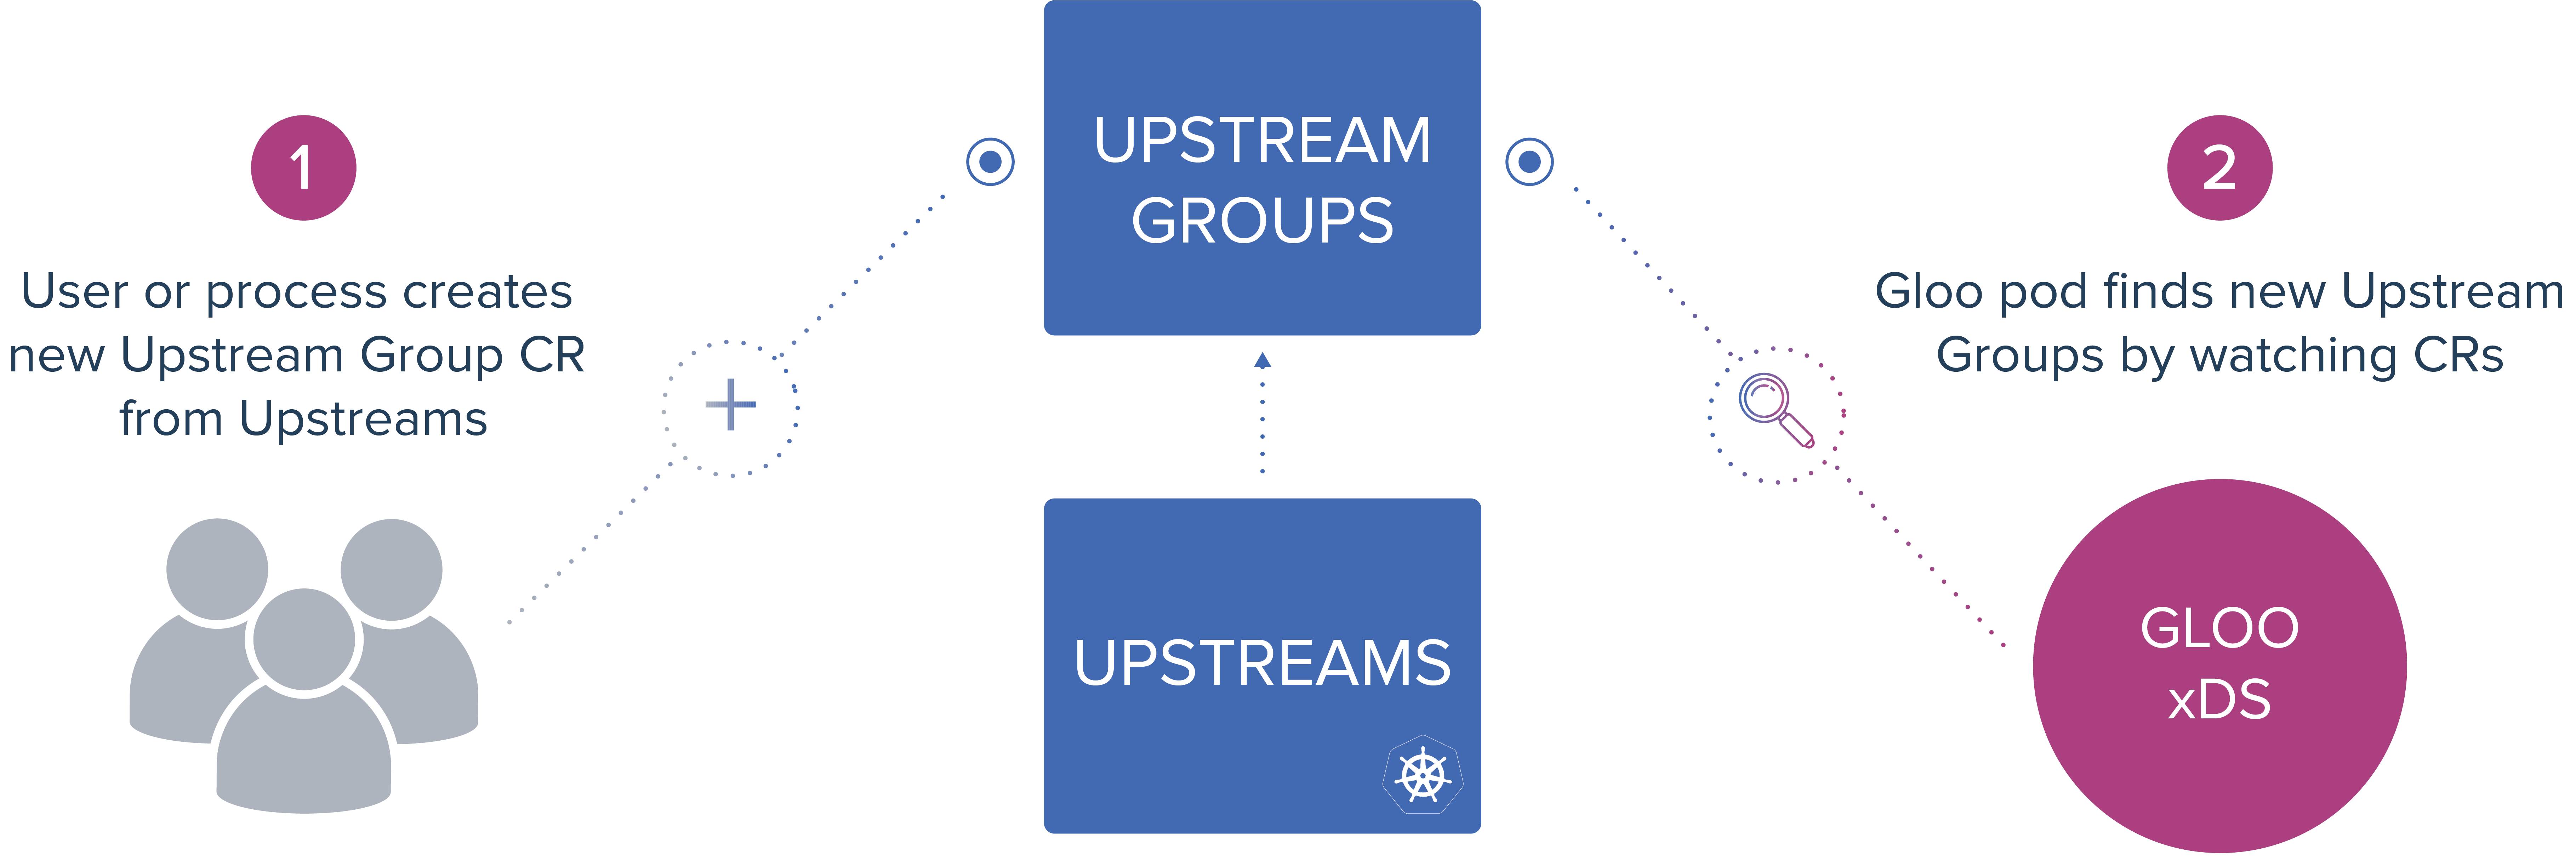 1
User or process creates
new Upstream Group CR
from Upstreams
UPSTREAM
GROUPS
UPSTREAMS
2
Gloo pod finds new Upstream
Groups by watching CRs
GLOO
xDS